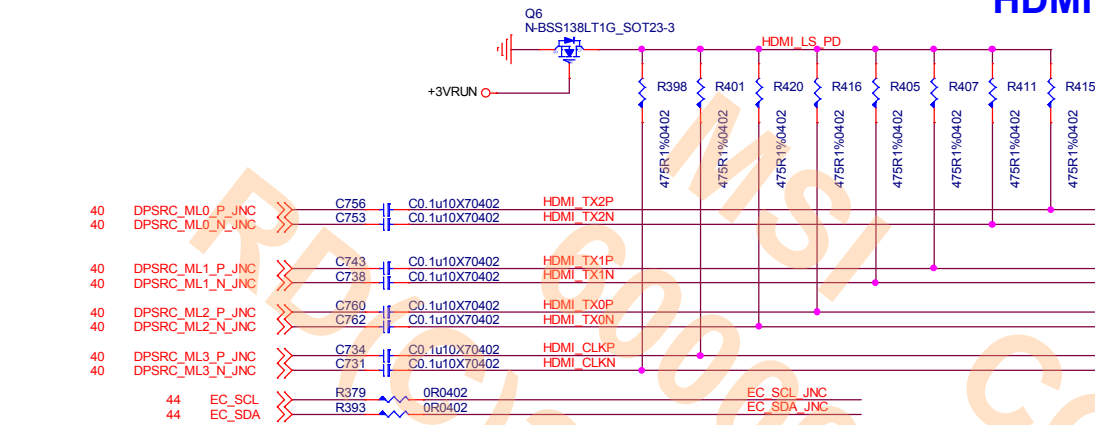 HDMI
Q6
N-BSS138LT1G_SOT23-3
HDMI_LS_PD
+3VRUN
R398
R401
R420
R416
R405
R407
R411
R415
475R1%0402
475R1%0402
475R1%0402
475R1%0402
475R1%0402
475R1%0402
475R1%0402
475R1%0402
40 DPSRC_ML0_P_JNC C756 C0.1u10X70402 HDMI_TX2P
40 DPSRC_ML0_N_JNC C753 C0.1u10X70402 HDMI_TX2N
40 DPSRC_ML1_P_JNC C743 C0.1u10X70402 HDMI_TX1P
40 DPSRC_ML1_N_JNC C738 C0.1u10X70402 HDMI_TX1N
40 DPSRC_ML2_P_JNC C760 C0.1u10X70402 HDMI_TX0P
40 DPSRC_ML2_N_JNC C762 C0.1u10X70402 HDMI_TX0N
40 DPSRC_ML3_P_JNC C734 C0.1u10X70402 HDMI_CLKP
40 DPSRC_ML3_N_JNC C731 C0.1u10X70402 HDMI_CLKN
44 EC_SCL R379 0R0402 EC_SCL_JNC
44 EC_SDA R393 0R0402 EC_SDA_JNC
MSI